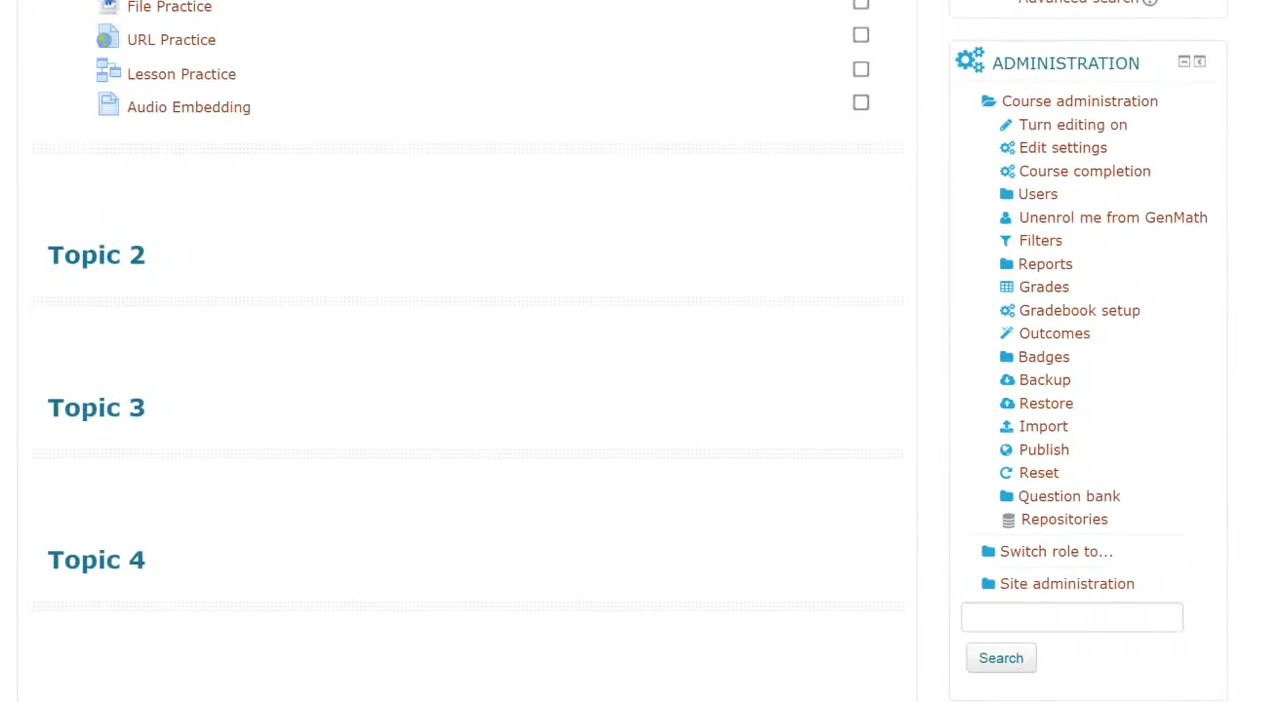 File Practice
URL Practice
Lesson Practice
Audio Embedding
Topic 2
Topic 3
Topic 4
Advanced search
ADMINISTRATION
Course administration
Turn editing on
Edit settings
Course completion
Users
Unenrol me from GenMath
Filters
Reports
Grades
Gradebook setup
Outcomes
Badges
Backup
Restore
Import
Publish
Reset
Question bank
Repositories
Switch role to...
Site administration
Search